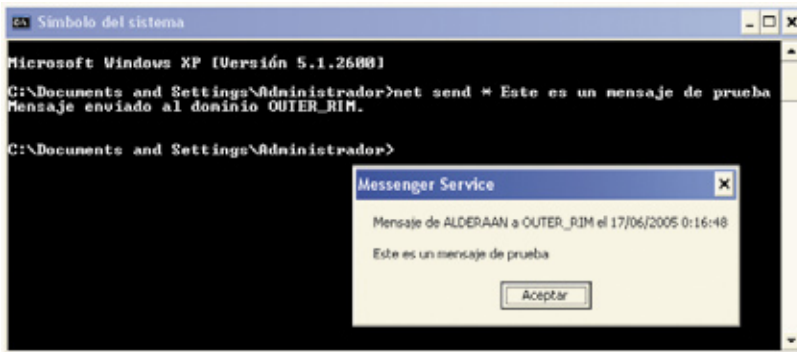 Símbolo del sistema
Microsoft Windows XP [Versión 5.1.2600]
C:\Documents and Settings\Administrador>net send * Este es un mensaje de prueba
Mensaje enviado al dominio OUTER_RIM.
C:\Documents and Settings\Administrador>
Messenger Service
Mensaje de ALDERAAN a OUTER_RIM el 17/06/2005 0:16:48
Este es un mensaje de prueba
Aceptar